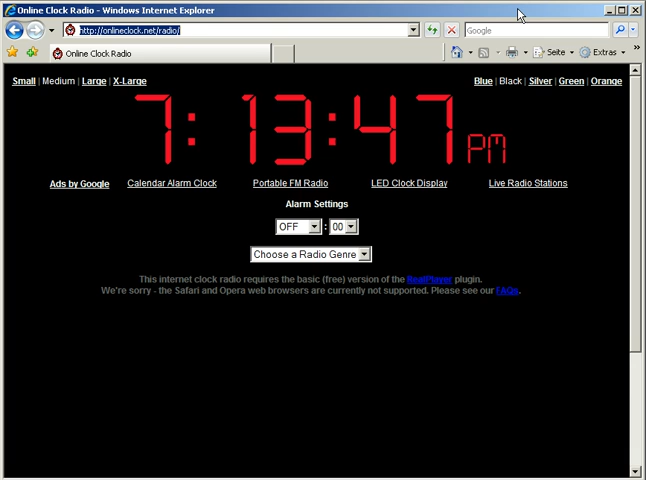 Online Clock Radio - Windows Internet Explorer
http://onlineclock.net/radio/
Google
Online Clock Radio
Seite
Extras
Small | Medium | Large | X-Large
Blue | Black | Silver | Green | Orange
7:13:47 PM
Ads by Google
Calendar Alarm Clock
Portable FM Radio
LED Clock Display
Live Radio Stations
Alarm Settings
OFF : 00
Choose a Radio Genre
This internet clock radio requires the basic (free) version of the RealPlayer plugin.
We're sorry - the Safari and Opera web browsers are currently not supported. Please see our FAQs.